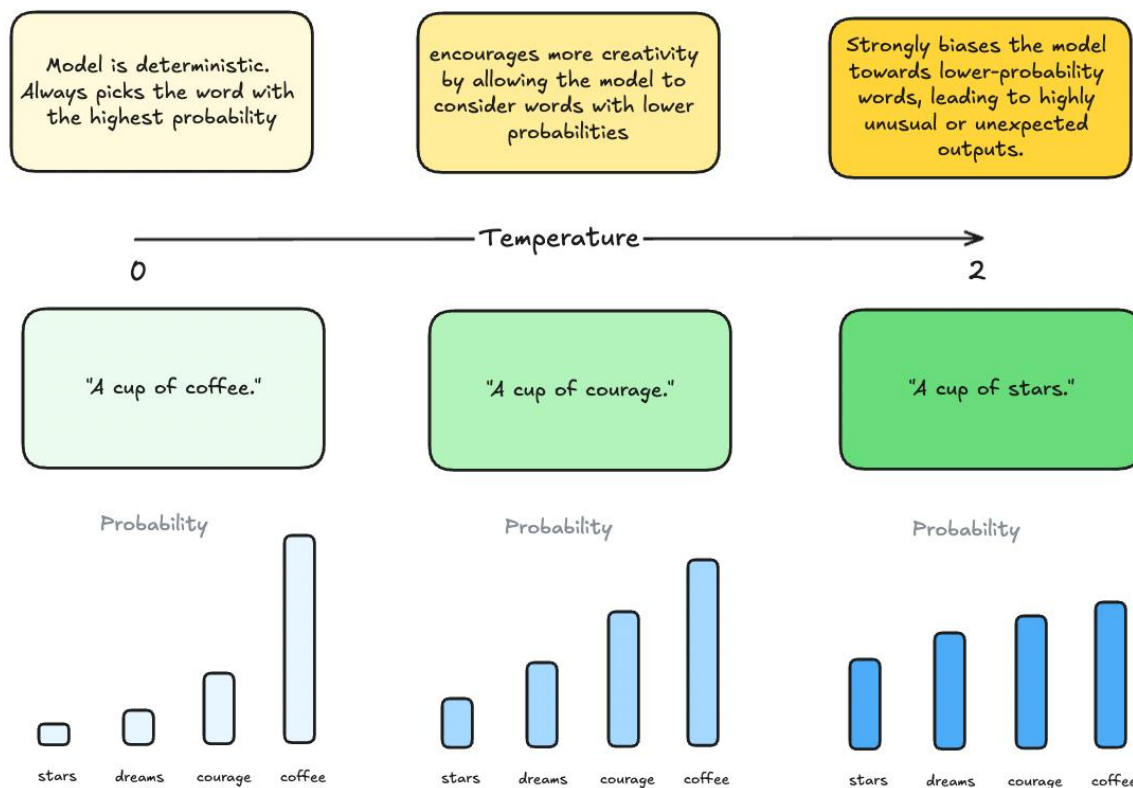 Model is deterministic.
Always picks the word with
the highest probability
encourages more creativity
by allowing the model to
consider words with lower
probabilities
Strongly biases the model
towards lower-probability
words, leading to highly
unusual or unexpected
outputs.
Temperature
0
2
"A cup of coffee."
"A cup of courage."
"A cup of stars."
Probability
Probability
Probability
stars dreams courage coffee
stars dreams courage coffee
stars dreams courage coffee